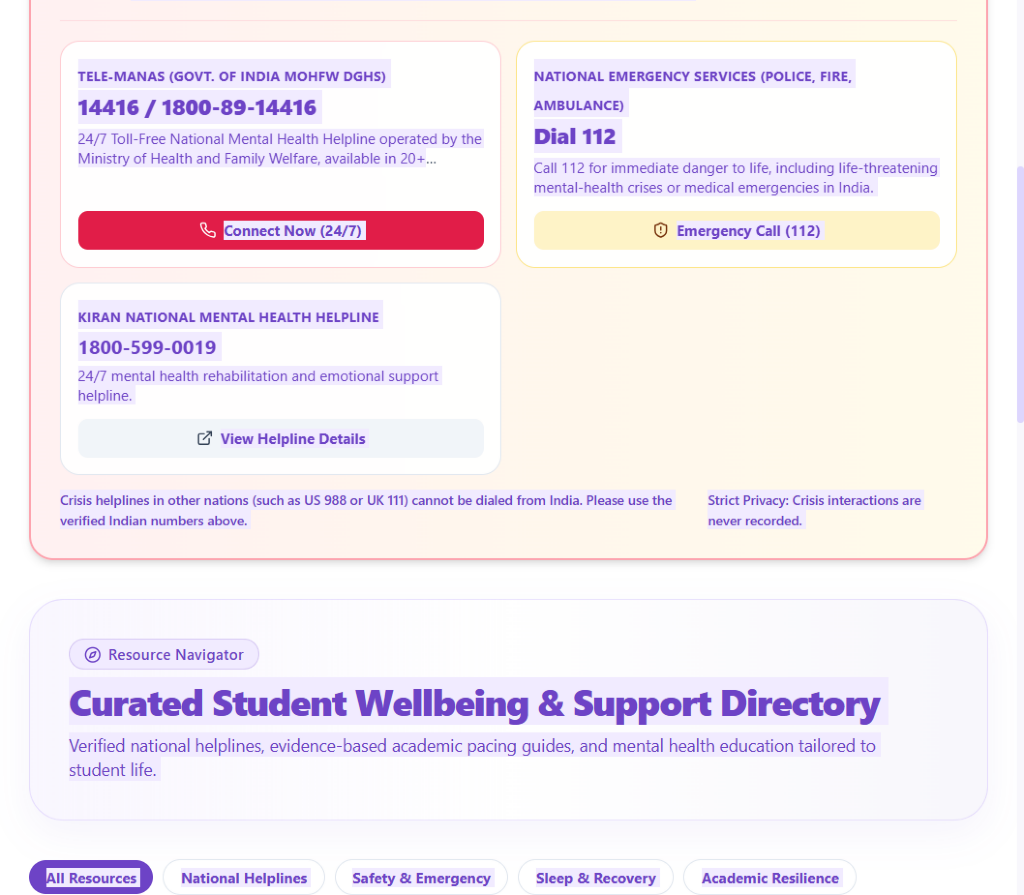 TELE-MANAS (GOVT. OF INDIA MOHFW DGHS)
14416 / 1800-89-14416
24/7 Toll-Free National Mental Health Helpline operated by the
Ministry of Health and Family Welfare, available in 20+...
Connect Now (24/7)
NATIONAL EMERGENCY SERVICES (POLICE, FIRE,
AMBULANCE)
Dial 112
Call 112 for immediate danger to life, including life-threatening
mental-health crises or medical emergencies in India.
Emergency Call (112)
KIRAN NATIONAL MENTAL HEALTH HELPLINE
1800-599-0019
24/7 mental health rehabilitation and emotional support
helpline.
View Helpline Details
Crisis helplines in other nations (such as US 988 or UK 111) cannot be dialed from India. Please use the
verified Indian numbers above.
Strict Privacy: Crisis interactions are
never recorded.
Resource Navigator
Curated Student Wellbeing & Support Directory
Verified national helplines, evidence-based academic pacing guides, and mental health education tailored to
student life.
All Resources
National Helplines
Safety & Emergency
Sleep & Recovery
Academic Resilience